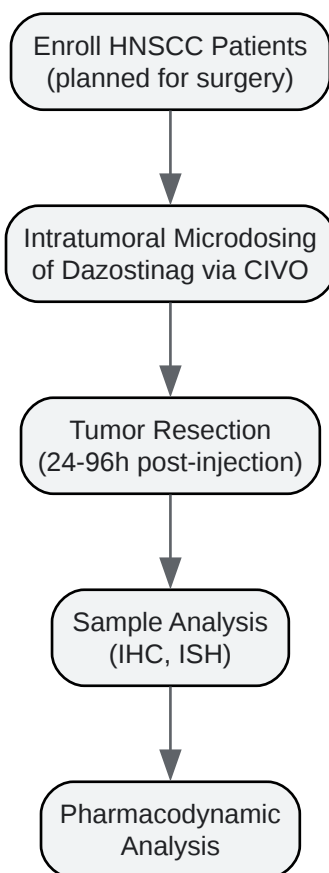 Enroll HNSCC Patients
(planned for surgery)
Intratumoral Microdosing
of Dazostinag via CIVO
Tumor Resection
(24-96h post-injection)
Sample Analysis
(IHC, ISH)
Pharmacodynamic
Analysis